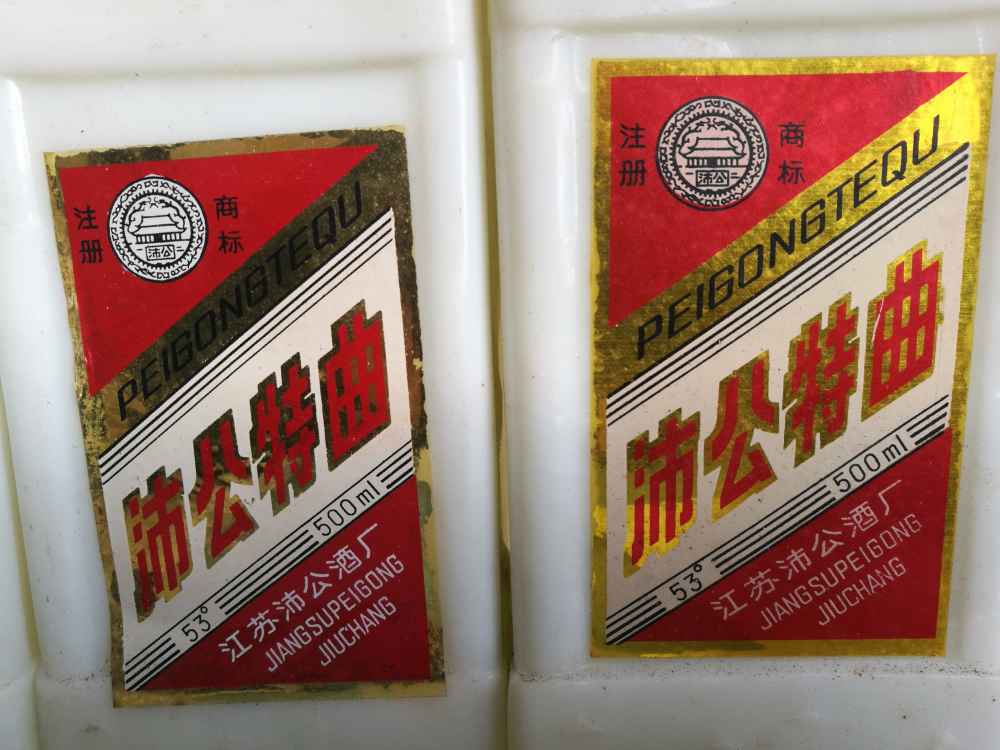 注册
商标
沛公
PEIGONGTEQU
沛公特曲
53° 500ml
江苏沛公酒厂
JIANGSUPEIGONG
JIUCHANG
注册
商标
沛公
PEIGONGTEQU
沛公特曲
53° 500ml
江苏沛公酒厂
JIANGSUPEIGONG
JIUCHANG